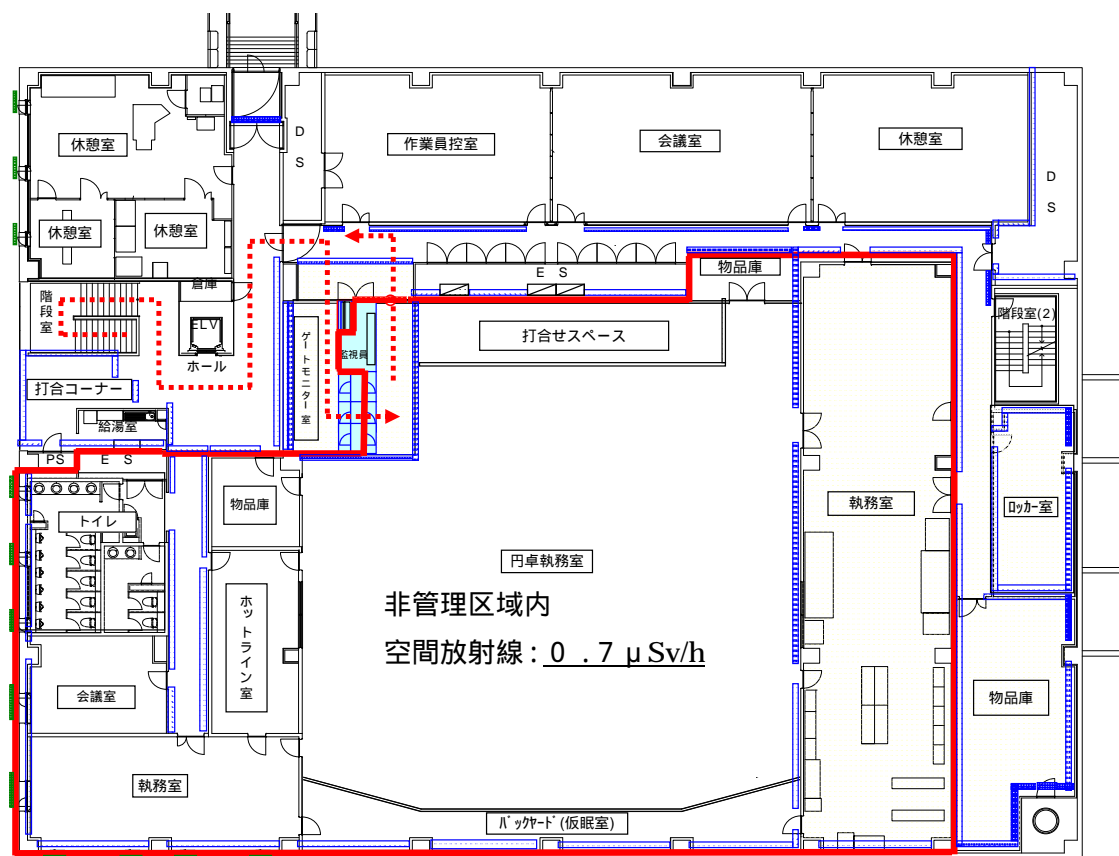 休憩室
D
S
作業員控室
会議室
休憩室
D
S
休憩室
休憩室
倉庫
階段室
ELV
ホール
打合コーナー
給湯室
ゲートモニター室
監視員
E S
物品庫
打合せスペース
階段室(2)
PS
E S
トイレ
物品庫
ホットライン室
円卓執務室
執務室
ロッカー室
非管理区域内
空間放射線:０.７μSv/h
会議室
物品庫
執務室
バックヤード(仮眠室)